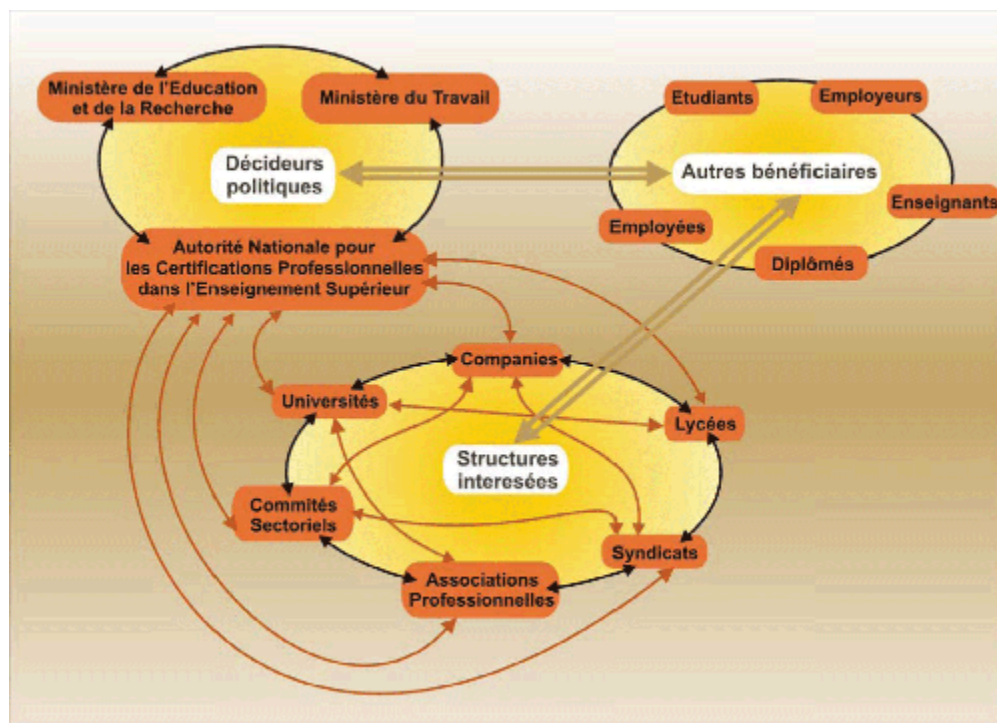 Ministère de l'Education
et de la Recherche
Ministère du Travail
Décideurs
politiques
Autorité Nationale pour
les Certifications Professionnelles
dans l'Enseignement Supérieur
Etudiants
Employeurs
Autres bénéficiaires
Enseignants
Employées
Diplômés
Companies
Universités
Lycées
Structures
interesées
Commités
Sectoriels
Syndicats
Associations
Professionnelles